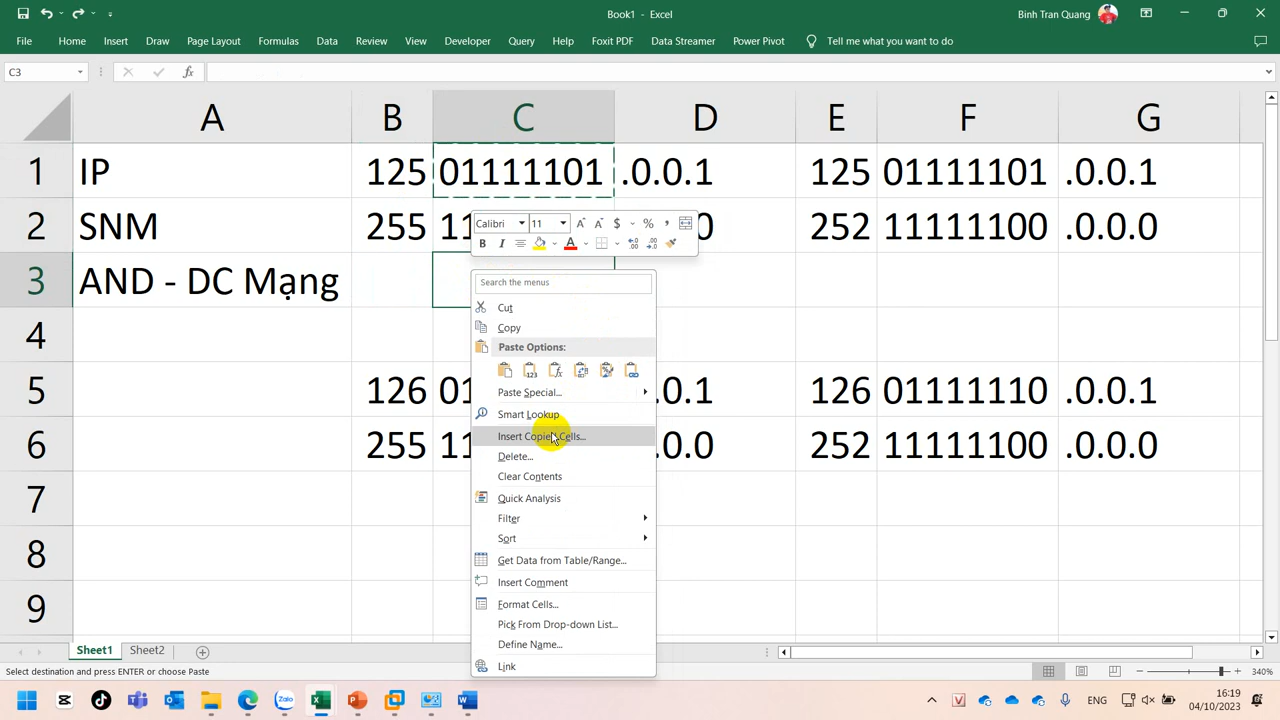 Book1 - Excel
Binh Tran Quang
File Home Insert Draw Page Layout Formulas Data Review View Developer Query Help Foxit PDF Data Streamer Power Pivot Tell me what you want to do
C3 fx
A B C D E F G
1 IP 125 01111101 .0.0.1 125 01111101 .0.0.1
2 SNM 255 11 0.0 252 11111100 .0.0.0
Calibri 11 $ % ,
B I A
3 AND - DC Mạng
Search the menus
Cut
Copy
Paste Options:
4
Paste Special...
5 126 01 .0.1 126 01111110 .0.0.1
Smart Lookup
Insert Copied Cells...
6 255 11 .0.0 252 11111100 .0.0.0
Delete...
Clear Contents
7
Quick Analysis
Filter
Sort
8
Get Data from Table/Range...
Insert Comment
9
Format Cells...
Pick From Drop-down List...
Define Name...
Link
Sheet1 Sheet2
Select destination and press ENTER or choose Paste
340%
Zalo
ENG
16:19
04/10/2023